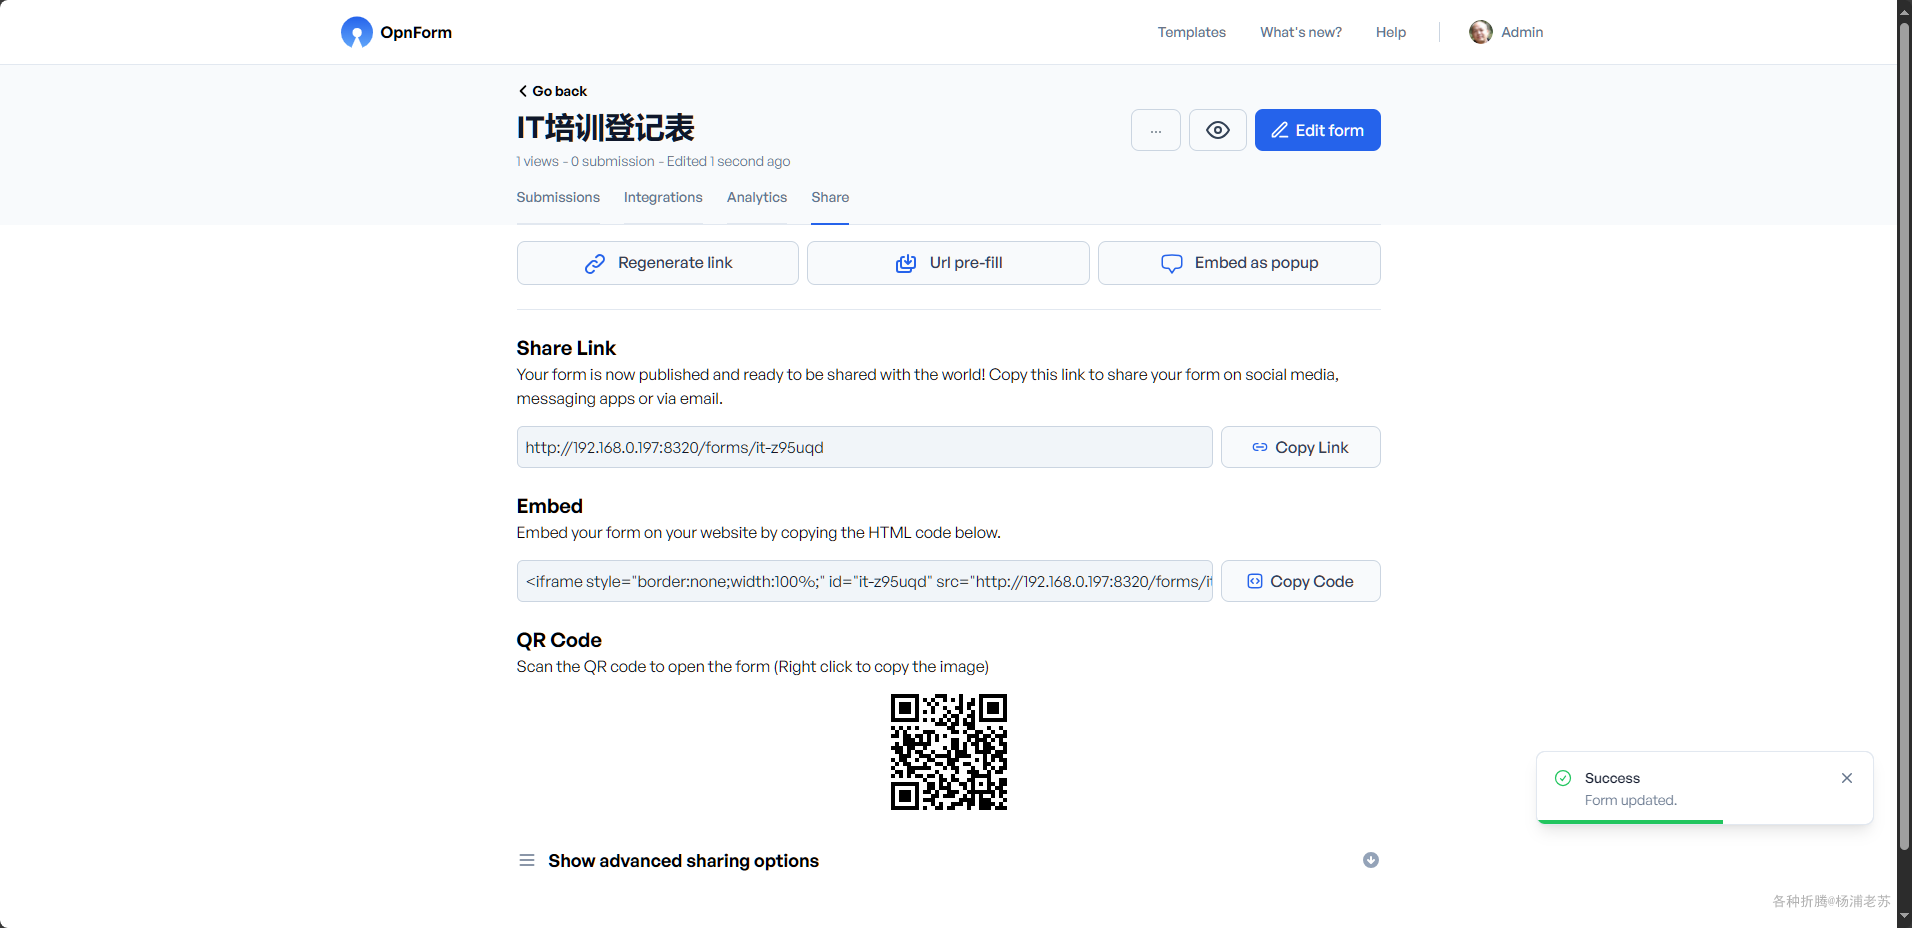 OpnForm
Templates
What's new?
Help
Admin
Go back
IT培训登记表
1 views - 0 submission - Edited 1 second ago
...
Edit form
Submissions
Integrations
Analytics
Share
Regenerate link
Url pre-fill
Embed as popup
Share Link
Your form is now published and ready to be shared with the world! Copy this link to share your form on social media,
messaging apps or via email.
http://192.168.0.197:8320/forms/it-z95uqd
Copy Link
Embed
Embed your form on your website by copying the HTML code below.
<iframe style="border:none;width:100%;" id="it-z95uqd" src="http://192.168.0.197:8320/forms/it
Copy Code
QR Code
Scan the QR code to open the form (Right click to copy the image)
Success
Form updated.
Show advanced sharing options
各种折腾@杨浦老苏